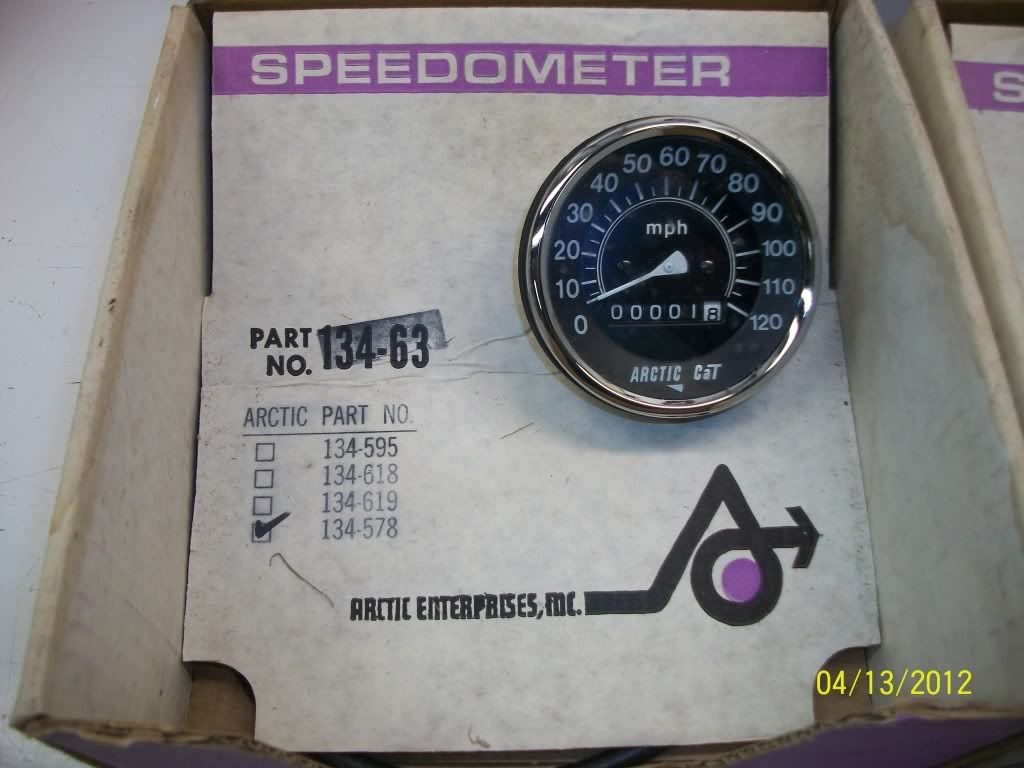 SPEEDOMETER
S
50 60 70
40 80
30 90
mph
20 100
10 110
00001 8
0 120
ARCTIC CaT
PART NO. 134-63
ARCTIC PART NO.
134-595
134-618
134-619
134-578
ARCTIC ENTERPRISES, INC.
04/13/2012